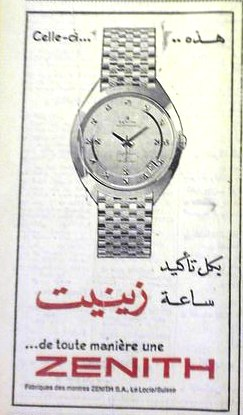 Celle-ci... هذه ..
بكل تأكيد
ساعة زينيت
...de toute manière une
ZENITH
Fabriques des montres ZENITH S.A., Le Locle/Suisse